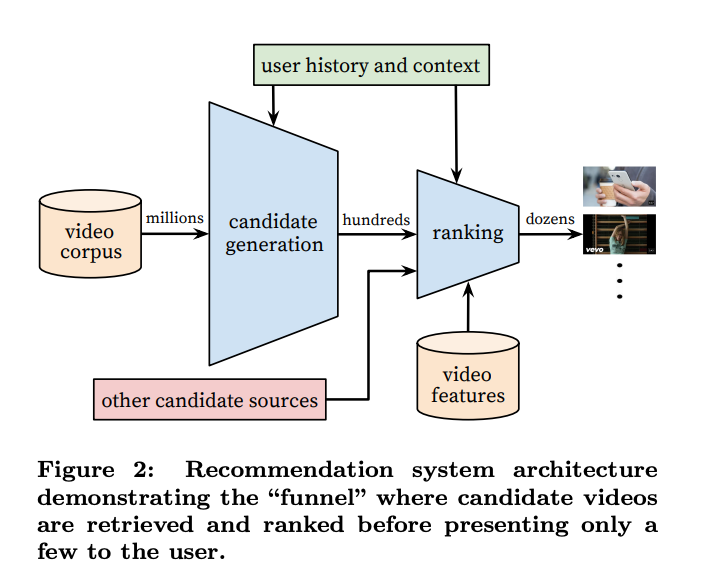 user history and context
video
corpus
millions
candidate
generation
hundreds
ranking
dozens
vevo
other candidate sources
video
features
Figure 2: Recommendation system architecture
demonstrating the “funnel” where candidate videos
are retrieved and ranked before presenting only a
few to the user.